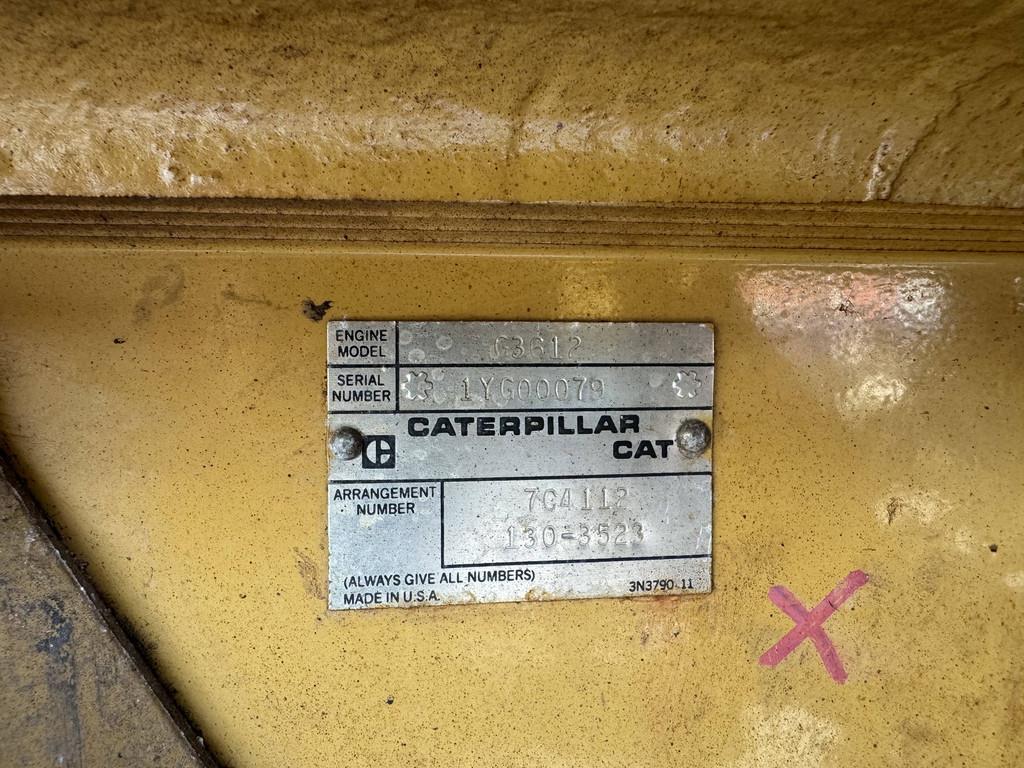 ENGINE MODEL G3612
SERIAL NUMBER 1YG00079
CATERPILLAR
CAT
ARRANGEMENT NUMBER 7C4112
130-3523
(ALWAYS GIVE ALL NUMBERS)
MADE IN U.S.A.
3N3790 11